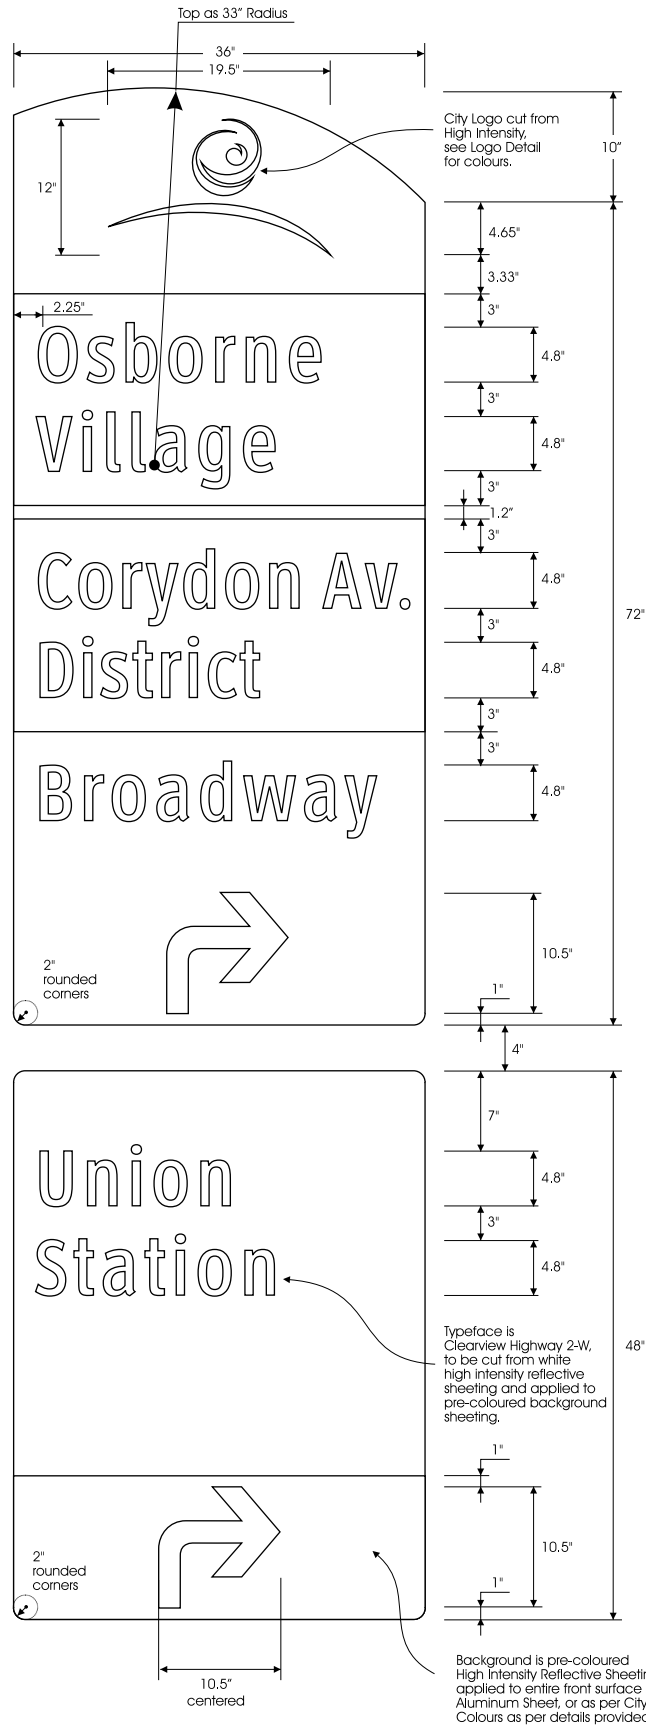 Top as 33” Radius
36"
19.5"
City Logo cut from
High Intensity,
see Logo Detail
for colours.
10”
12"
4.65"
3.33"
2.25"
3"
Osborne
4.8"
3"
Village
4.8"
3"
1.2”
3"
Corydon Av.
4.8"
72"
3"
District
4.8"
3"
3"
Broadway
4.8"
10.5"
2"
rounded
corners
1"
4"
7"
Union
4.8"
3"
Station
4.8"
Typeface is
Clearview Highway 2-W,
to be cut from white
high intensity reflective
sheeting and applied to
pre-coloured background
sheeting.
48"
1"
10.5"
2"
rounded
corners
1"
10.5”
centered
Background is pre-coloured
High Intensity Reflective Sheetin
applied to entire front surface
Aluminum Sheet, or as per City
Colours as per details provided